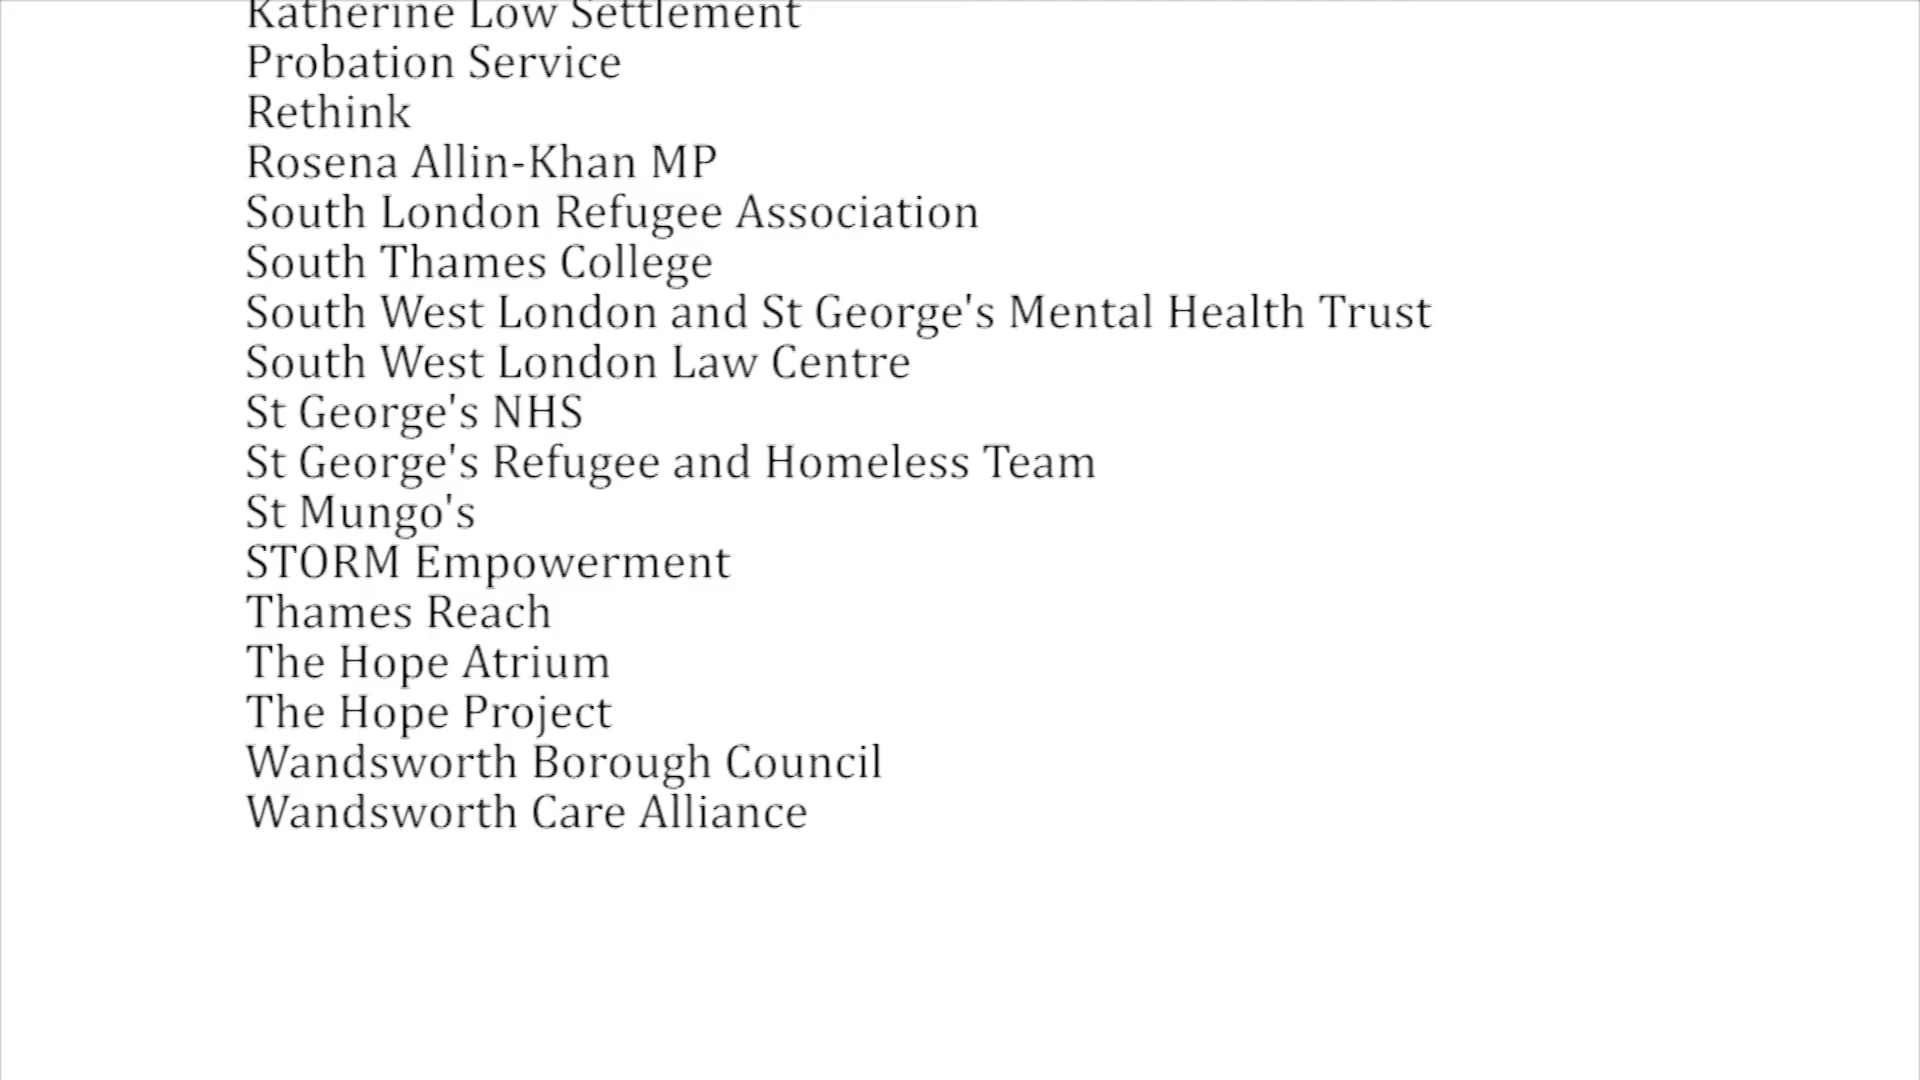 Katherine Low Settlement
Probation Service
Rethink
Rosena Allin-Khan MP
South London Refugee Association
South Thames College
South West London and St George's Mental Health Trust
South West London Law Centre
St George's NHS
St George's Refugee and Homeless Team
St Mungo's
STORM Empowerment
Thames Reach
The Hope Atrium
The Hope Project
Wandsworth Borough Council
Wandsworth Care Alliance